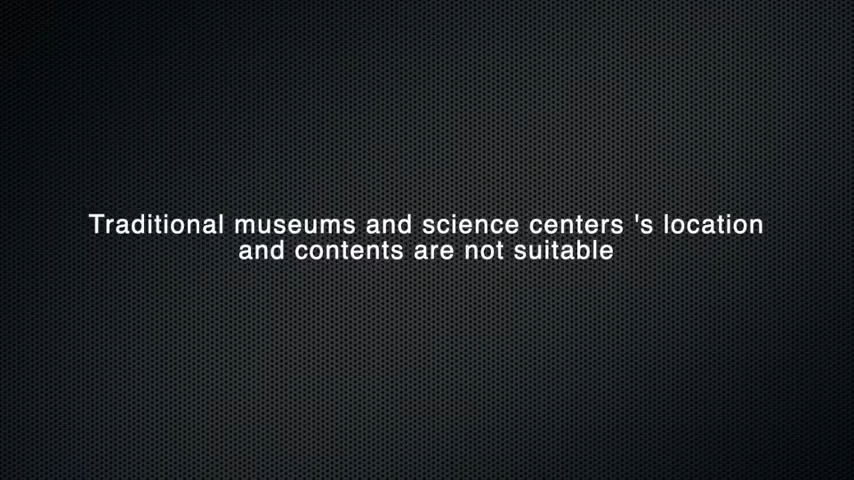 Traditional museums and science centers 's location
and contents are not suitable